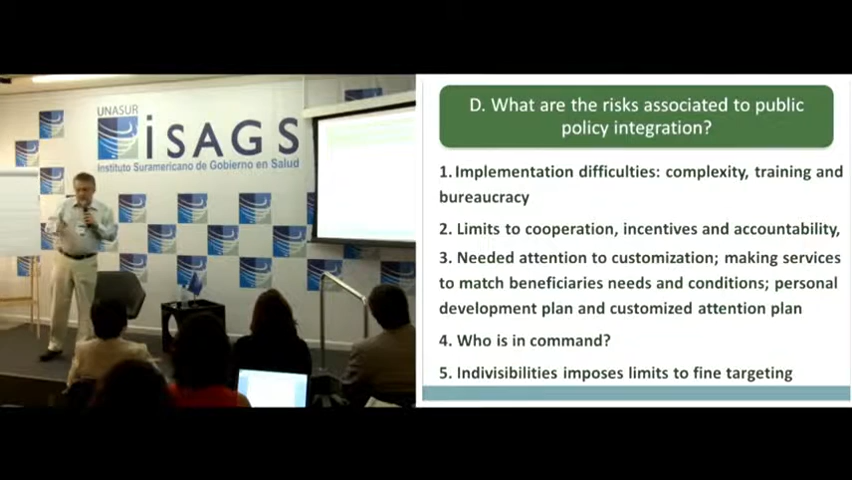 UNASUR
iSAGS
Instituto Suramericano de Gobierno en Salud
D. What are the risks associated to public
policy integration?
1. Implementation difficulties: complexity, training and
bureaucracy
2. Limits to cooperation, incentives and accountability,
3. Needed attention to customization; making services
to match beneficiaries needs and conditions; personal
development plan and customized attention plan
4. Who is in command?
5. Indivisibilities imposes limits to fine targeting